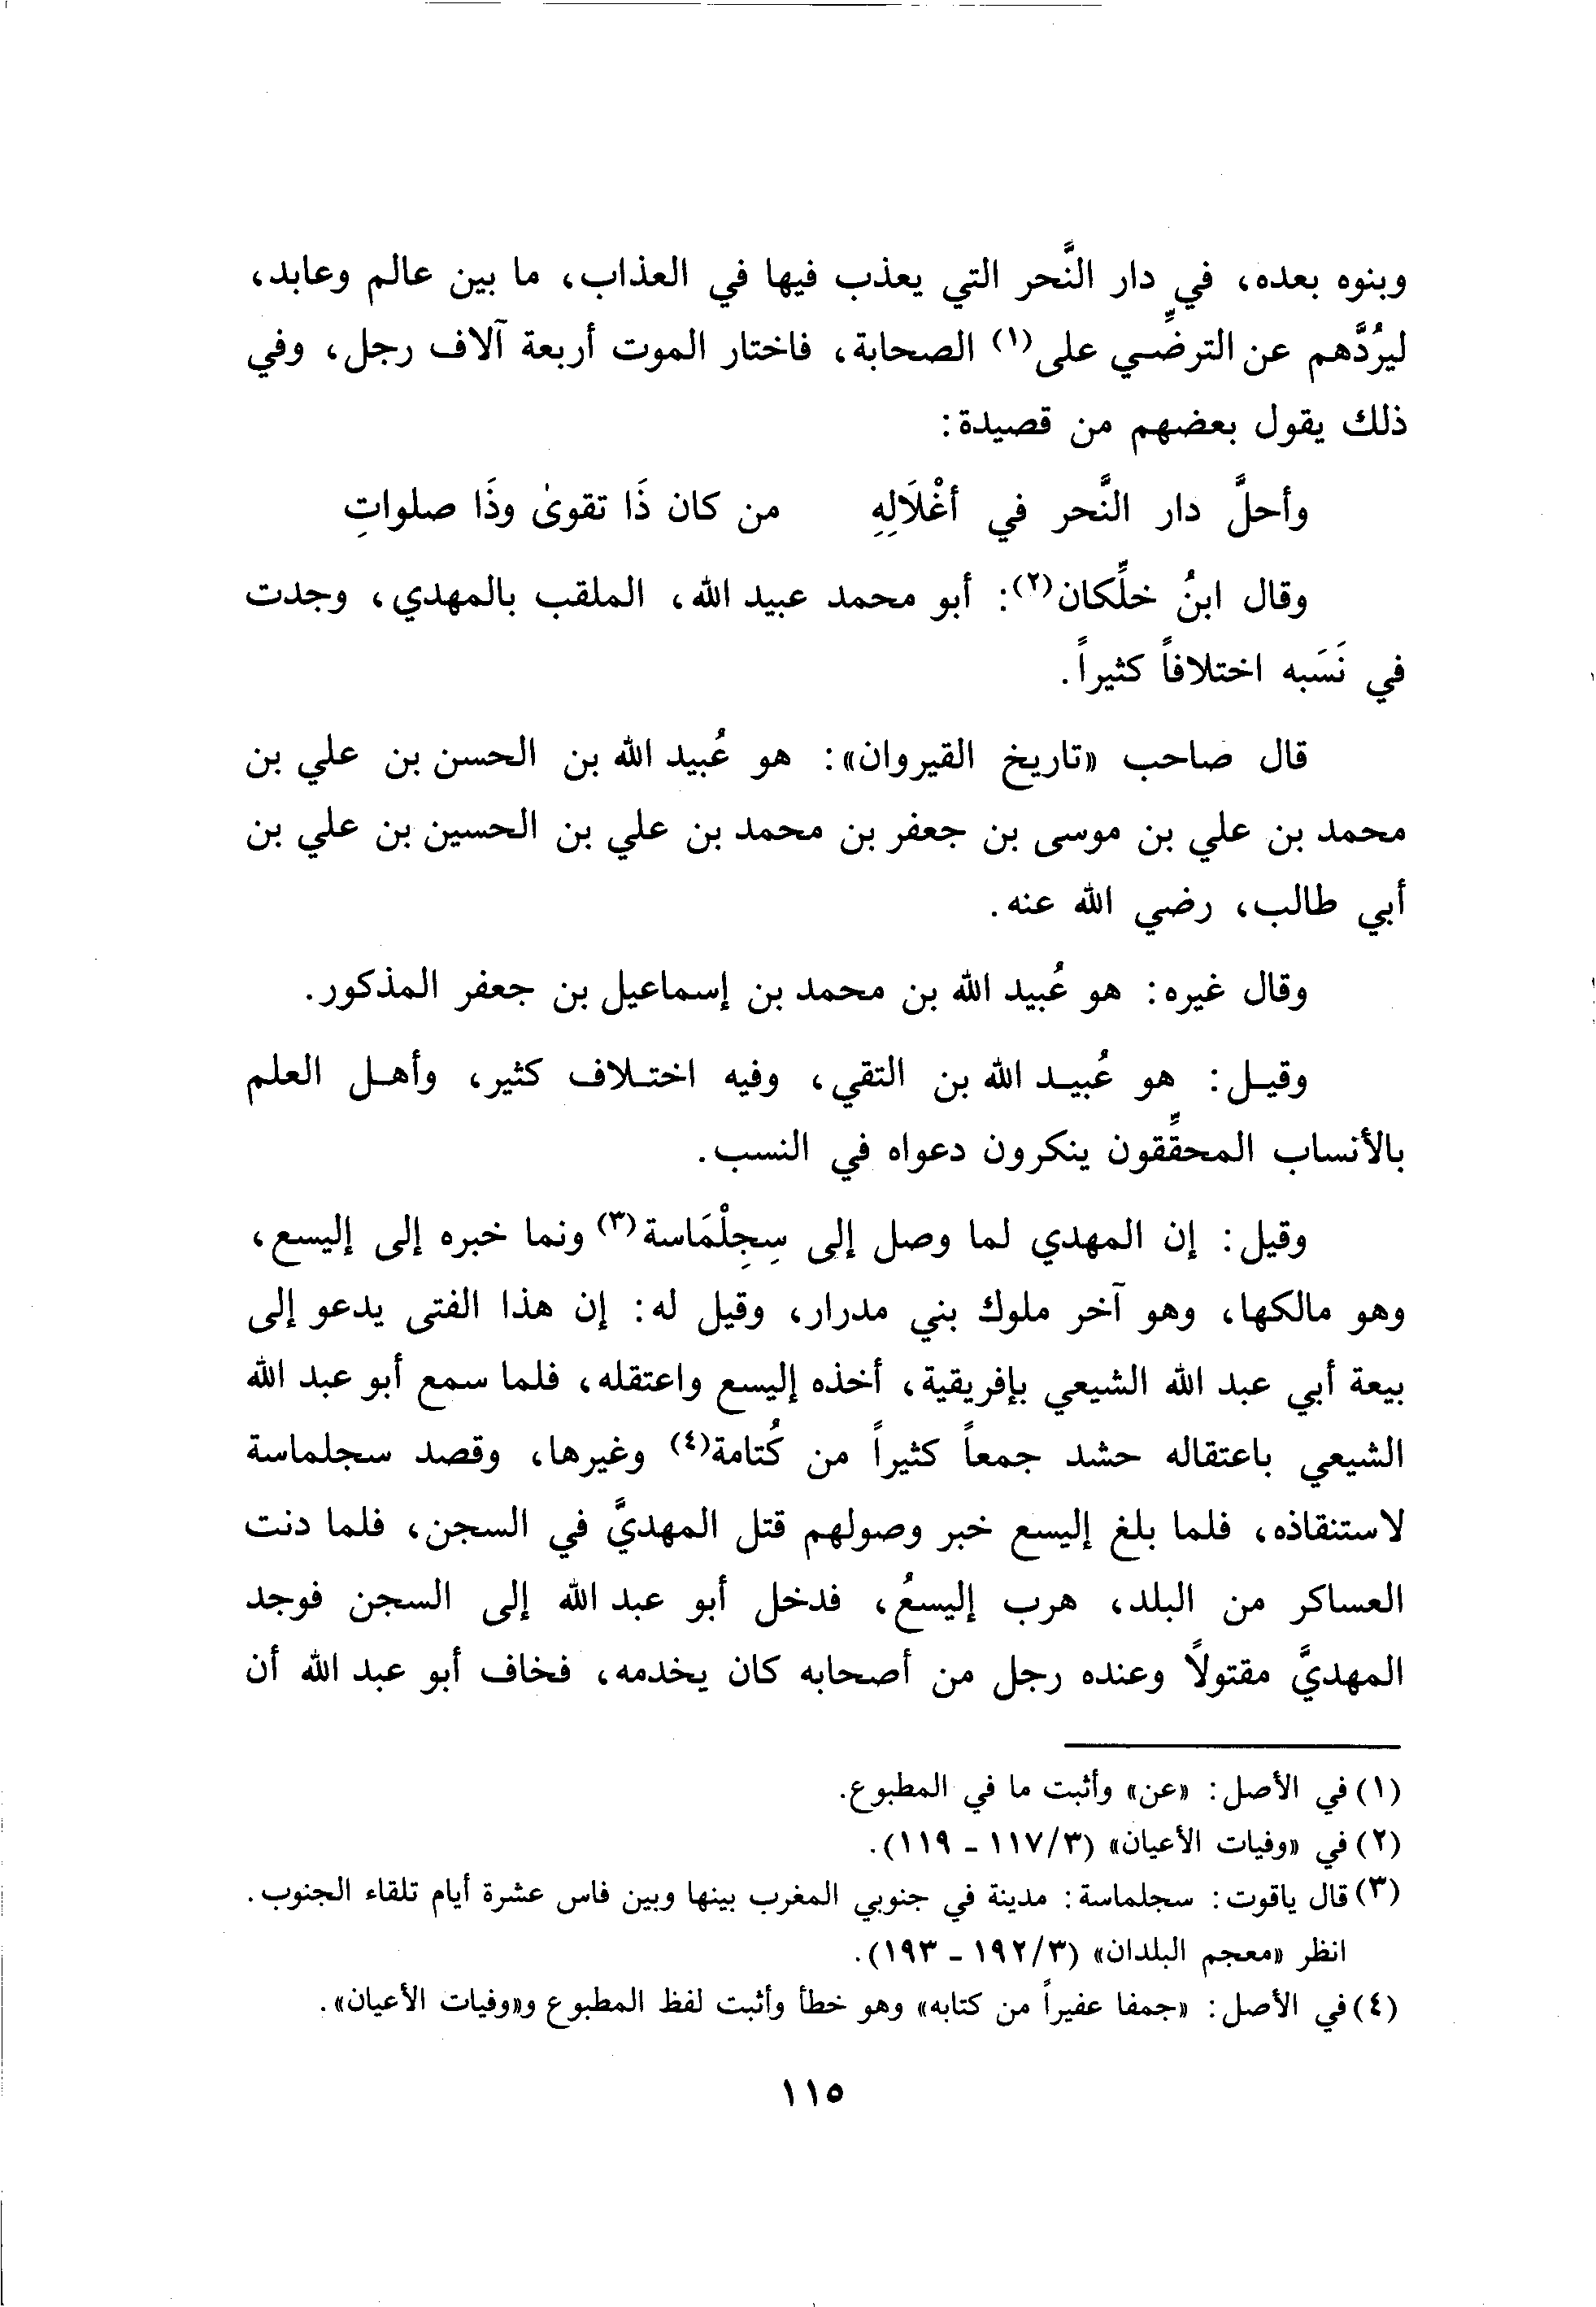 وبنوه بعده، في دار النَّحر التي يعذب فيها في العذاب، ما بين عالم وعابد،
ليرُدَّهم عن الترضِّي على(١) الصحابة، فاختار الموت أربعة آلاف رجل، وفي
ذلك يقول بعضهم من قصيدة:
وأحلَّ دار النَّحر في أغْلَالِهِ من كان ذَا تقوىٰ وذَا صلواتِ
وقال ابنُ خلِّكان(٢): أبو محمد عبيد الله، الملقب بالمهدي، وجدت
في نَسَبه اختلافاً كثيراً.
قال صاحب «تاريخ القيروان»: هو عُبيد الله بن الحسن بن علي بن
محمد بن علي بن موسى بن جعفر بن محمد بن علي بن الحسين بن علي بن
أبي طالب، رضي الله عنه.
وقال غيره: هو عُبيد الله بن محمد بن إسماعيل بن جعفر المذكور.
وقيـل: هو عُبيـد الله بن التقي، وفيه اختـلاف كثير، وأهـل العلم
بالأنساب المحقِّقون ينكرون دعواه في النسب.
وقيل: إن المهدي لما وصل إلى سِجِلْمَاسة(٣) ونما خبره إلى إليسع،
وهو مالكها، وهو آخر ملوك بني مدرار، وقيل له: إن هذا الفتى يدعو إلى
بيعة أبي عبد الله الشيعي بإفريقية، أخذه إليسع واعتقله، فلما سمع أبو عبد الله
الشيعي باعتقاله حشد جمعاً كثيراً من كُتامة(٤) وغيرها، وقصد سجلماسة
لاستنقاذه، فلما بلغ إليسع خبر وصولهم قتل المهديَّ في السجن، فلما دنت
العساكر من البلد، هرب إليسعُ، فدخل أبو عبد الله إلى السجن فوجد
المهديَّ مقتولاً وعنده رجل من أصحابه كان يخدمه، فخاف أبو عبد الله أن
(١) في الأصل: «عن» وأثبت ما في المطبوع.
(٢) في «وفيات الأعيان» (٣/ ١١٧ - ١١٩).
(٣) قال ياقوت: سجلماسة: مدينة في جنوبي المغرب بينها وبين فاس عشرة أيام تلقاء الجنوب.
انظر «معجم البلدان» (٣/ ١٩٢ - ١٩٣).
(٤) في الأصل: «جمفا عفيراً من كتابه» وهو خطأ وأثبت لفظ المطبوع و«وفيات الأعيان».
١١٥